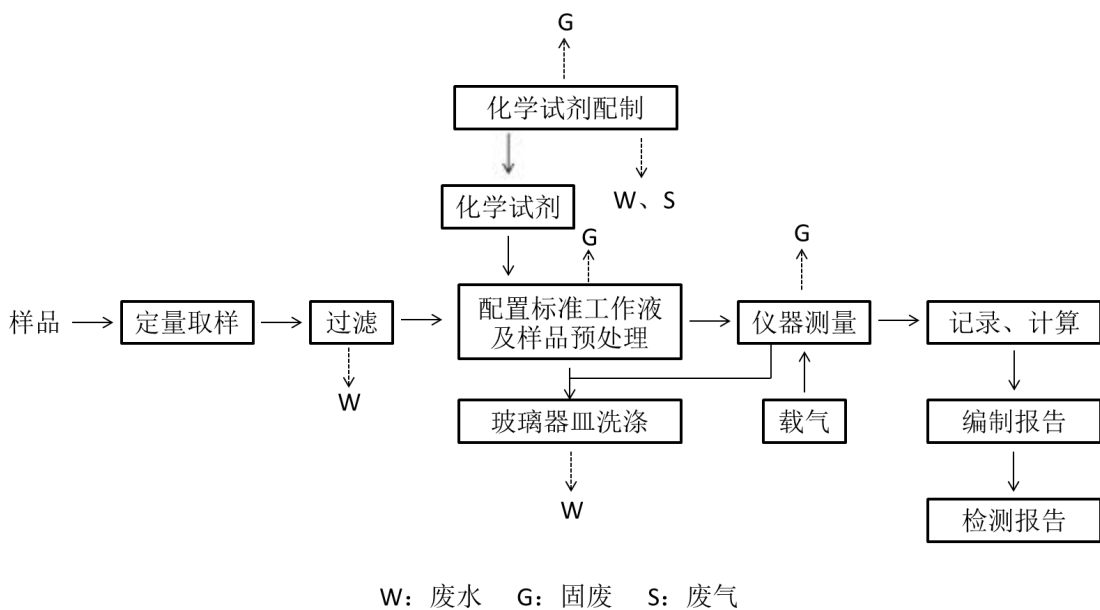 G
化学试剂配制
W、S
化学试剂
G
G
样品
定量取样
过滤
配置标准工作液
及样品预处理
仪器测量
记录、计算
W
玻璃器皿洗涤
载气
编制报告
W
检测报告
W：废水 G：固废 S：废气